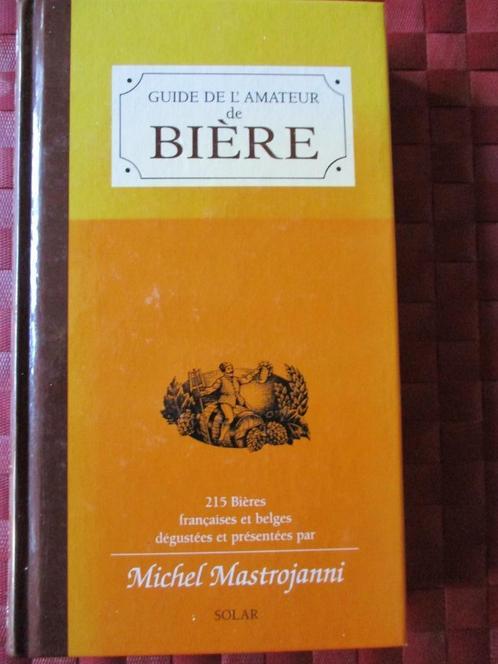 GUIDE DE L'AMATEUR
de
BIÈRE
215 Bières
françaises et belges
dégustées et présentées par
Michel Mastrojanni
SOLAR